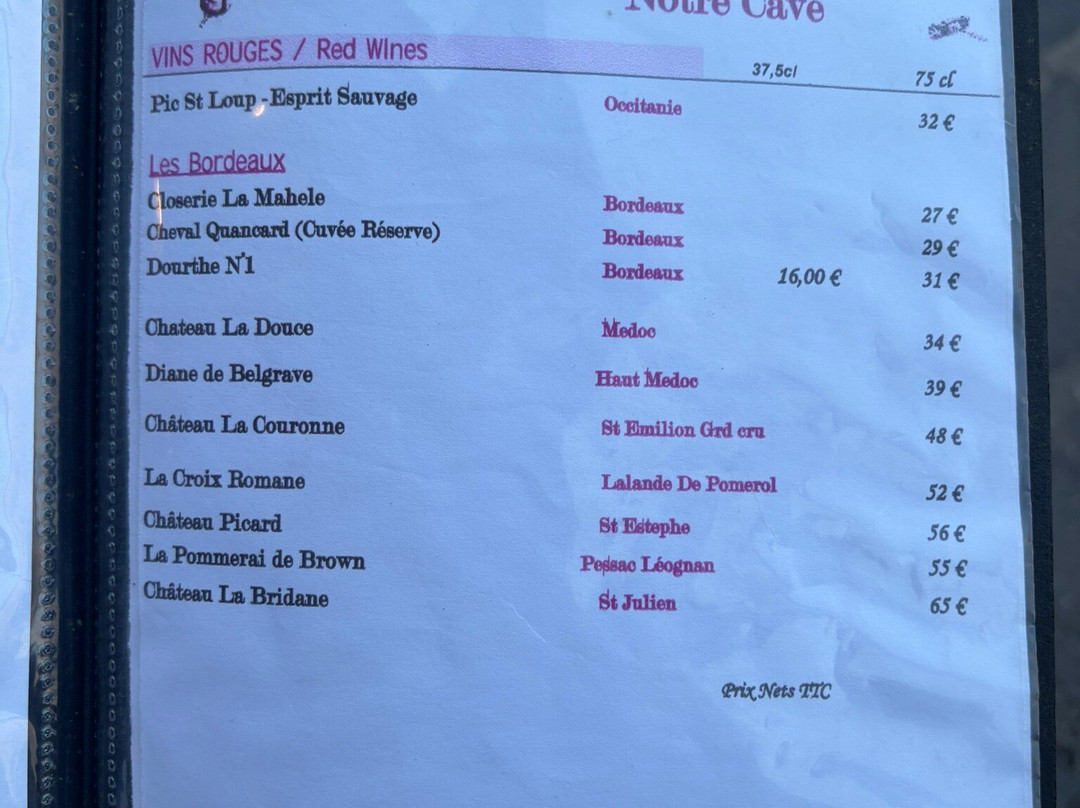 Notre Cave
VINS ROUGES / Red WInes 37,5cl 75 cl
Pic St Loup - Esprit Sauvage Occitanie 32 €
Les Bordeaux
Closerie La Mahele Bordeaux 27 €
Cheval Quancard (Cuvée Réserve) Bordeaux 29 €
Dourthe N°1 Bordeaux 16,00 € 31 €
Chateau La Douce Medoc 34 €
Diane de Belgrave Haut Medoc 39 €
Château La Couronne St Emilion Grd cru 48 €
La Croix Romane Lalande De Pomerol 52 €
Château Picard St Estephe 56 €
La Pommerai de Brown Pessac Léognan 55 €
Château La Bridane St Julien 65 €
Prix Nets TTC